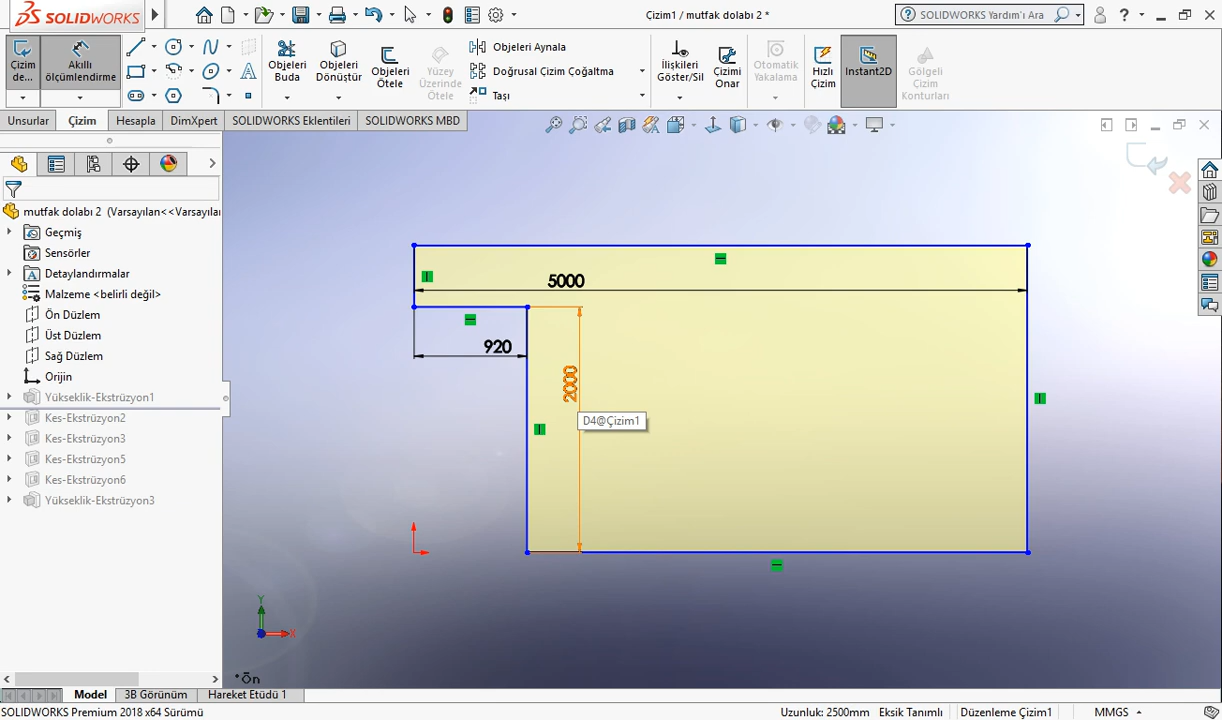 SOLIDWORKS
Çizim1 / mutfak dolabı 2 *
SOLIDWORKS Yardım'ı Ara
Çizim de...
Akıllı ölçümlendirme
Objeleri Buda
Objeleri Dönüştür
Objeleri Ötele
Yüzey Üzerinde Ötele
Objeleri Aynala
Doğrusal Çizim Çoğaltma
Taşı
İlişkileri Göster/Sil
Çizimi Onar
Otomatik Yakalama
Hızlı Çizim
Instant2D
Gölgeli Çizim Konturları
Unsurlar
Çizim
Hesapla
DimXpert
SOLIDWORKS Eklentileri
SOLIDWORKS MBD
mutfak dolabı 2 (Varsayılan<<Varsayılan
Geçmiş
Sensörler
Detaylandırmalar
Malzeme <belirli değil>
Ön Düzlem
Üst Düzlem
Sağ Düzlem
Orijin
Yükseklik-Ekstrüzyon1
Kes-Ekstrüzyon2
Kes-Ekstrüzyon3
Kes-Ekstrüzyon5
Kes-Ekstrüzyon6
Yükseklik-Ekstrüzyon3
5000
920
2000
D4@Çizim1
Y
X
*Ön
Model
3B Görünüm
Hareket Etüdü 1
SOLIDWORKS Premium 2018 x64 Sürümü
Uzunluk: 2500mm
Eksik Tanımlı
Düzenleme Çizim1
MMGS